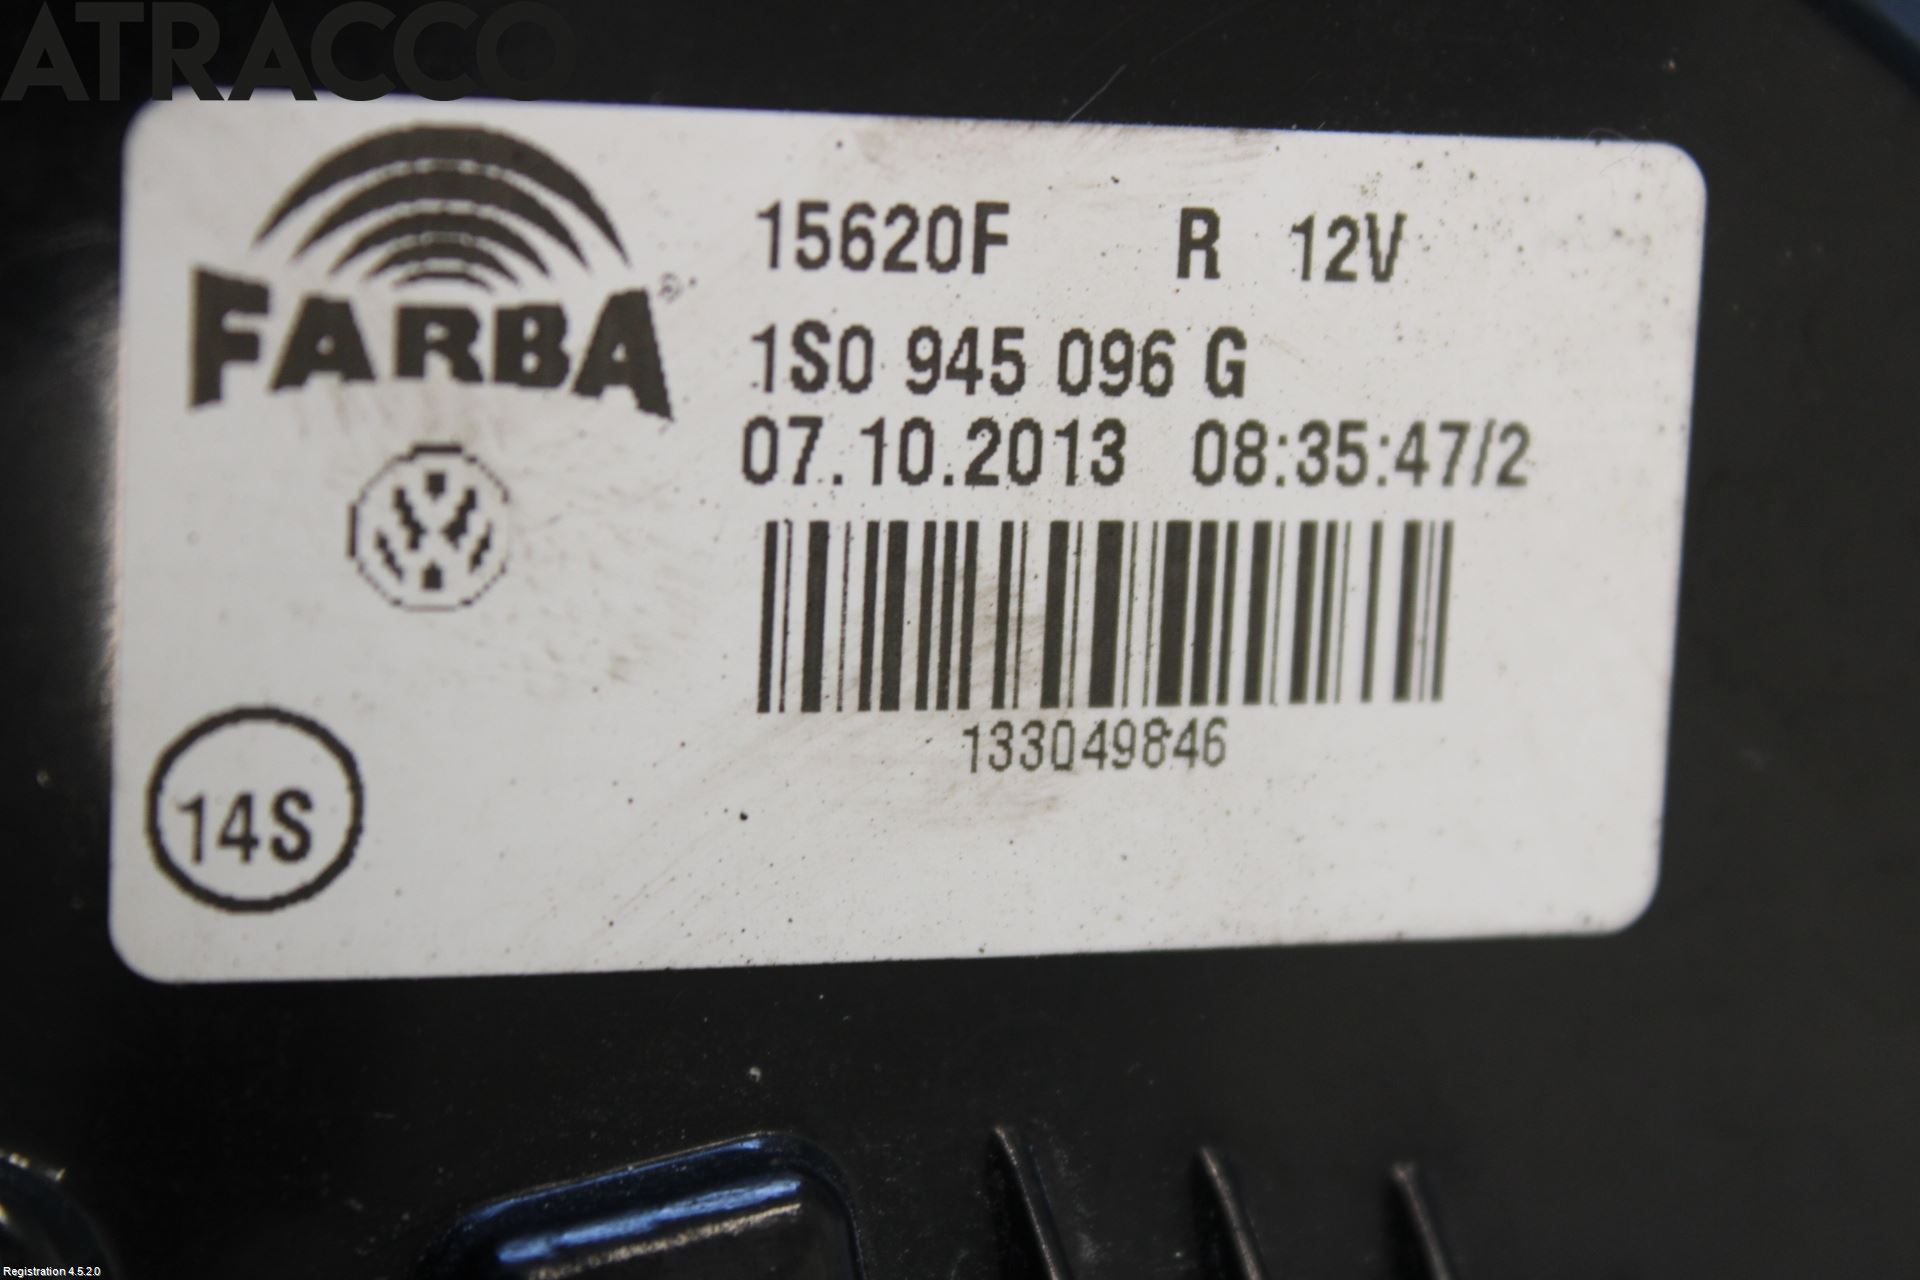 ATRACCO
FARBA®
15620F R 12V
1S0 945 096 G
07.10.2013 08:35:47/2
133049846
14S
Registration 4.5.2.0